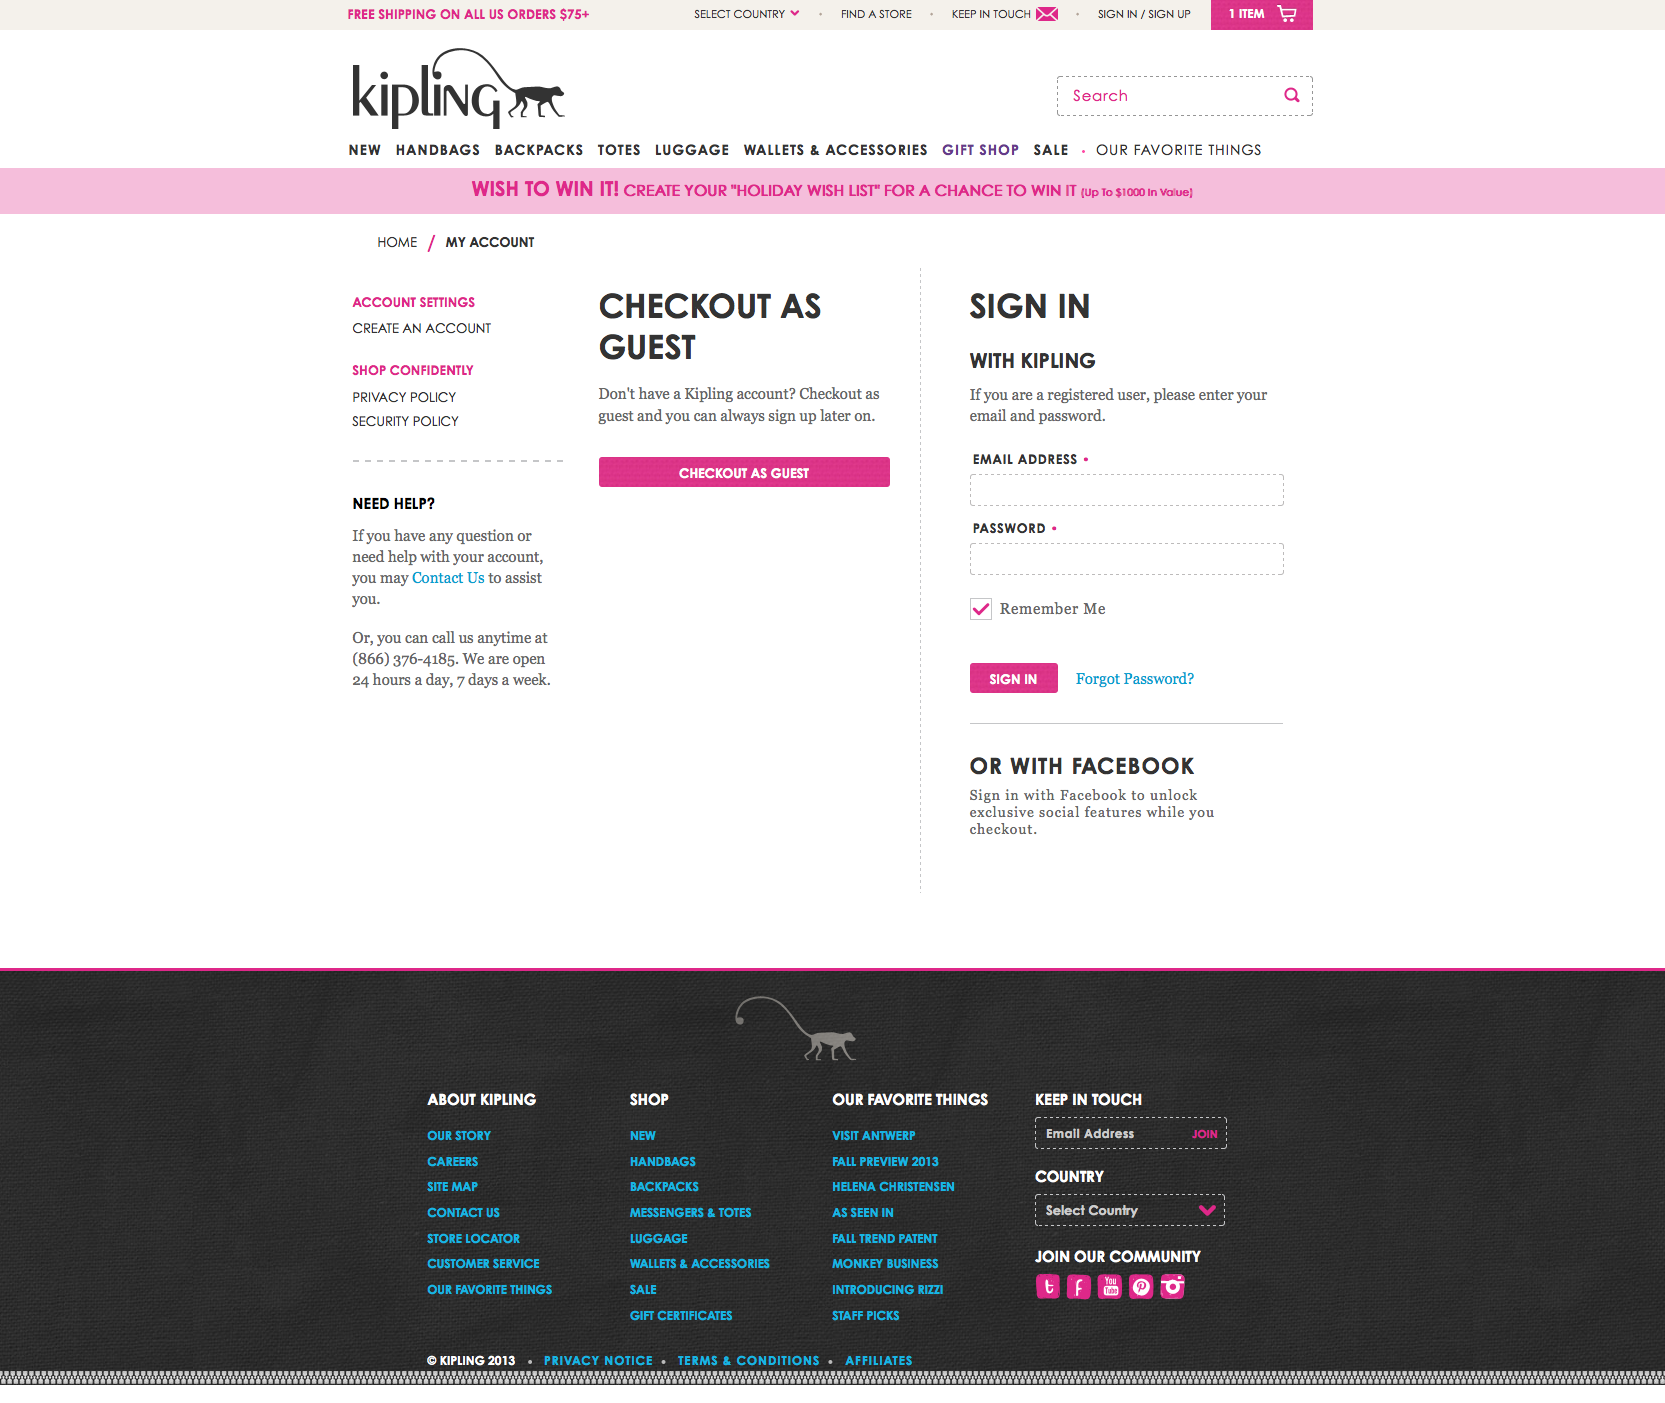 FREE SHIPPING ON ALL US ORDERS $75+
SELECT COUNTRY • FIND A STORE • KEEP IN TOUCH • SIGN IN / SIGN UP
1 ITEM
kipling
Search
NEW HANDBAGS BACKPACKS TOTES LUGGAGE WALLETS & ACCESSORIES GIFT SHOP SALE • OUR FAVORITE THINGS
WISH TO WIN IT! CREATE YOUR "HOLIDAY WISH LIST" FOR A CHANCE TO WIN IT (Up To $1000 In Value)
HOME / MY ACCOUNT
ACCOUNT SETTINGS
CREATE AN ACCOUNT
SHOP CONFIDENTLY
PRIVACY POLICY
SECURITY POLICY
NEED HELP?
If you have any question or
need help with your account,
you may Contact Us to assist
you.
Or, you can call us anytime at
(866) 376-4185. We are open
24 hours a day, 7 days a week.
CHECKOUT AS
GUEST
Don't have a Kipling account? Checkout as
guest and you can always sign up later on.
CHECKOUT AS GUEST
SIGN IN
WITH KIPLING
If you are a registered user, please enter your
email and password.
EMAIL ADDRESS •
PASSWORD •
Remember Me
SIGN IN
Forgot Password?
OR WITH FACEBOOK
Sign in with Facebook to unlock
exclusive social features while you
checkout.
ABOUT KIPLING
OUR STORY
CAREERS
SITE MAP
CONTACT US
STORE LOCATOR
CUSTOMER SERVICE
OUR FAVORITE THINGS
SHOP
NEW
HANDBAGS
BACKPACKS
MESSENGERS & TOTES
LUGGAGE
WALLETS & ACCESSORIES
SALE
GIFT CERTIFICATES
OUR FAVORITE THINGS
VISIT ANTWERP
FALL PREVIEW 2013
HELENA CHRISTENSEN
AS SEEN IN
FALL TREND PATENT
MONKEY BUSINESS
INTRODUCING RIZZI
STAFF PICKS
KEEP IN TOUCH
Email Address JOIN
COUNTRY
Select Country
JOIN OUR COMMUNITY
You
Tube
© KIPLING 2013 • PRIVACY NOTICE • TERMS & CONDITIONS • AFFILIATES